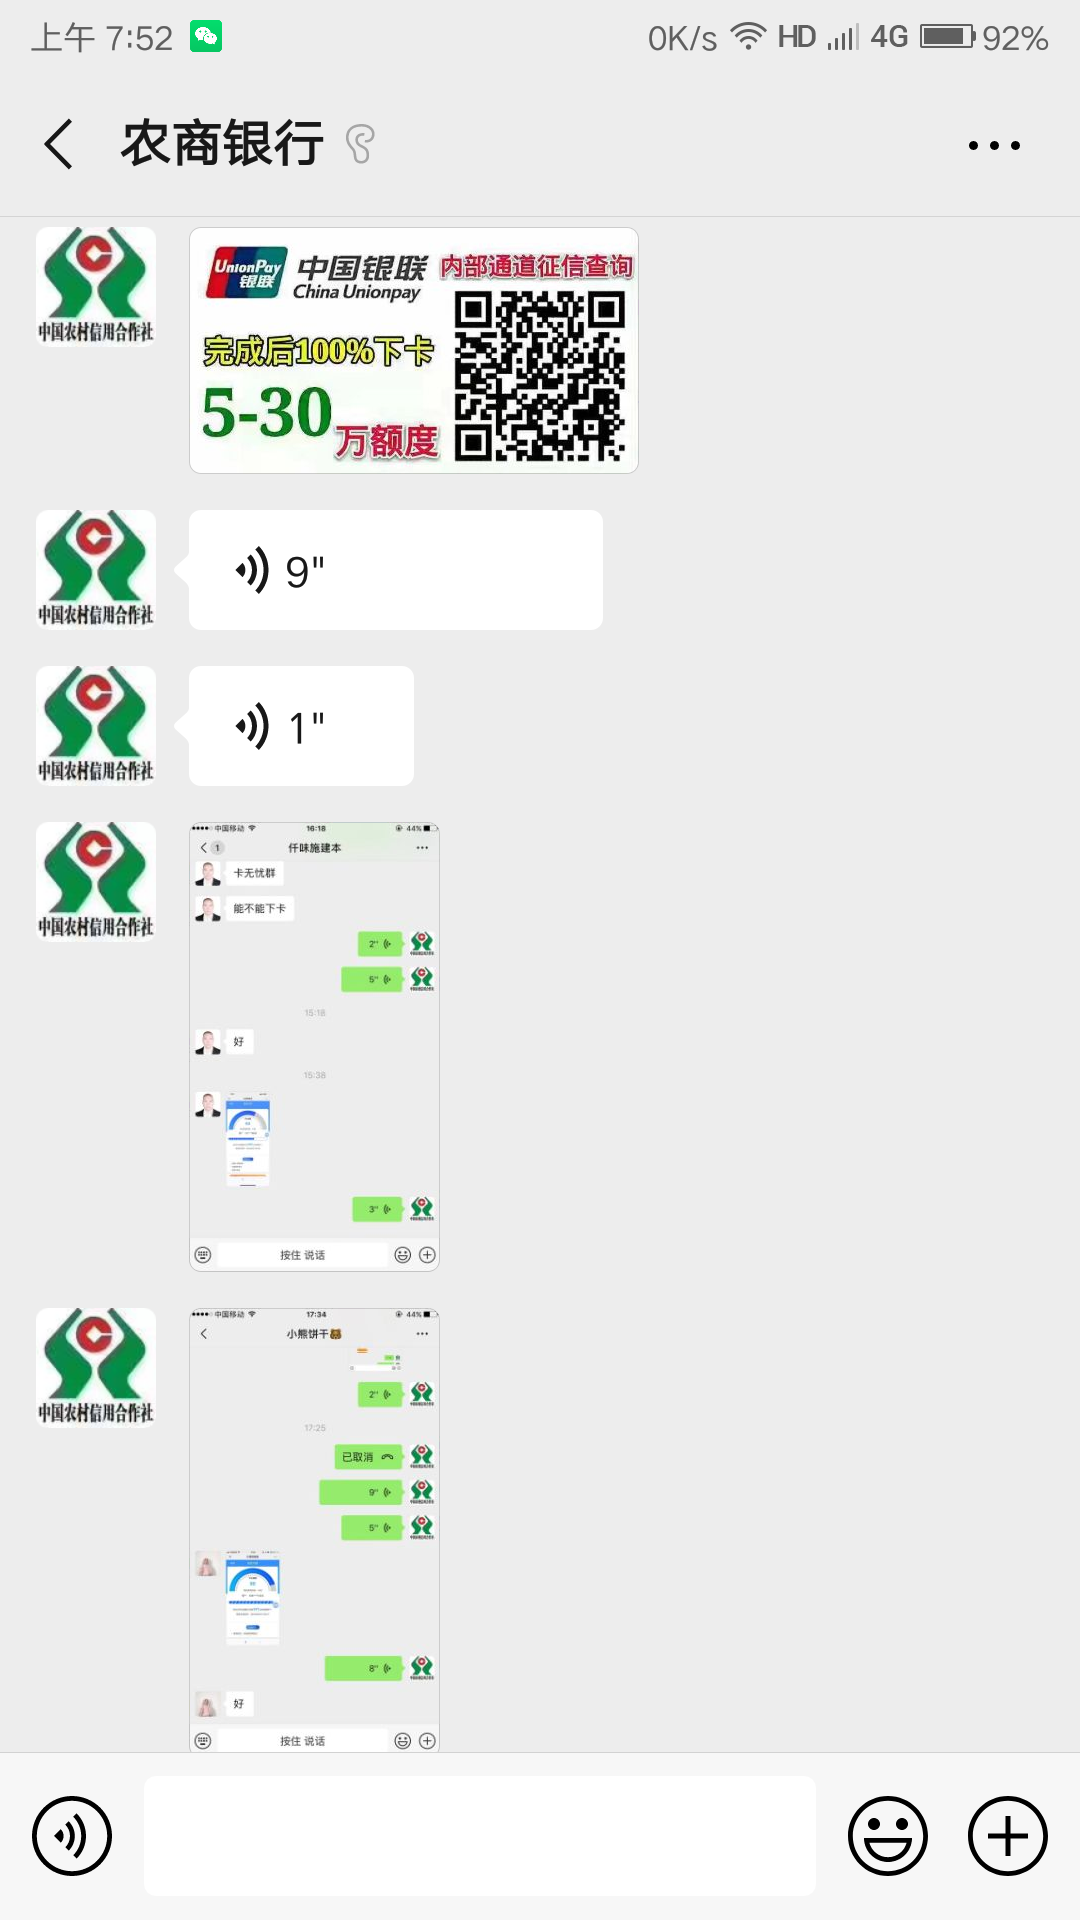 上午 7:52
0K/s HD 4G 92%
农商银行
中国农村信用合作社
UnionPay 银联
中国银联
China Unionpay
内部通道征信查询
完成后100%下卡
5-30
万额度
中国农村信用合作社
9"
中国农村信用合作社
1"
中国农村信用合作社
中国移动 16:18 44%
1 仟味施建本
卡无忧群
能不能下卡
2"
5"
15:18
好
15:38
3"
按住 说话
中国农村信用合作社
中国移动 17:34 44%
小熊饼干
2"
17:25
已取消
9"
5"
8"
好
按住 说话